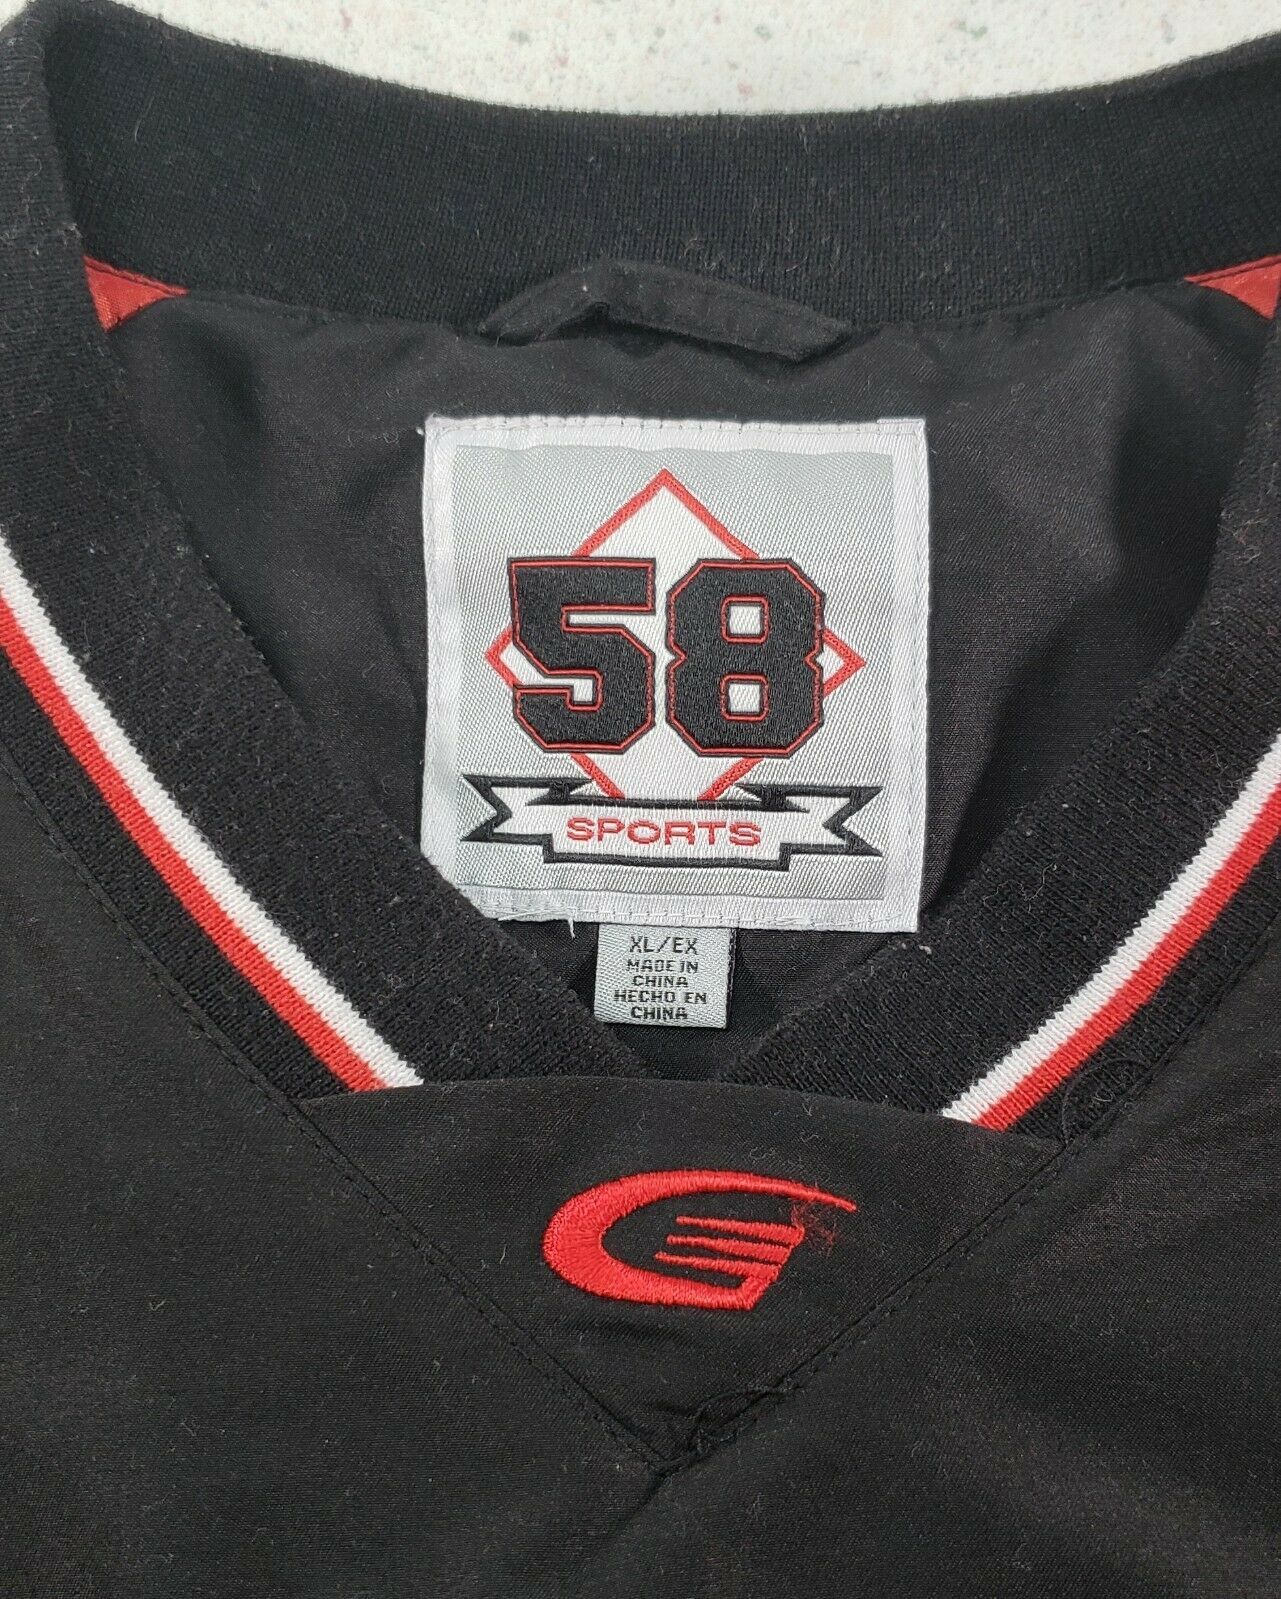 58
SPORTS
XL/EX
MADE IN
CHINA
HECHO EN
CHINA